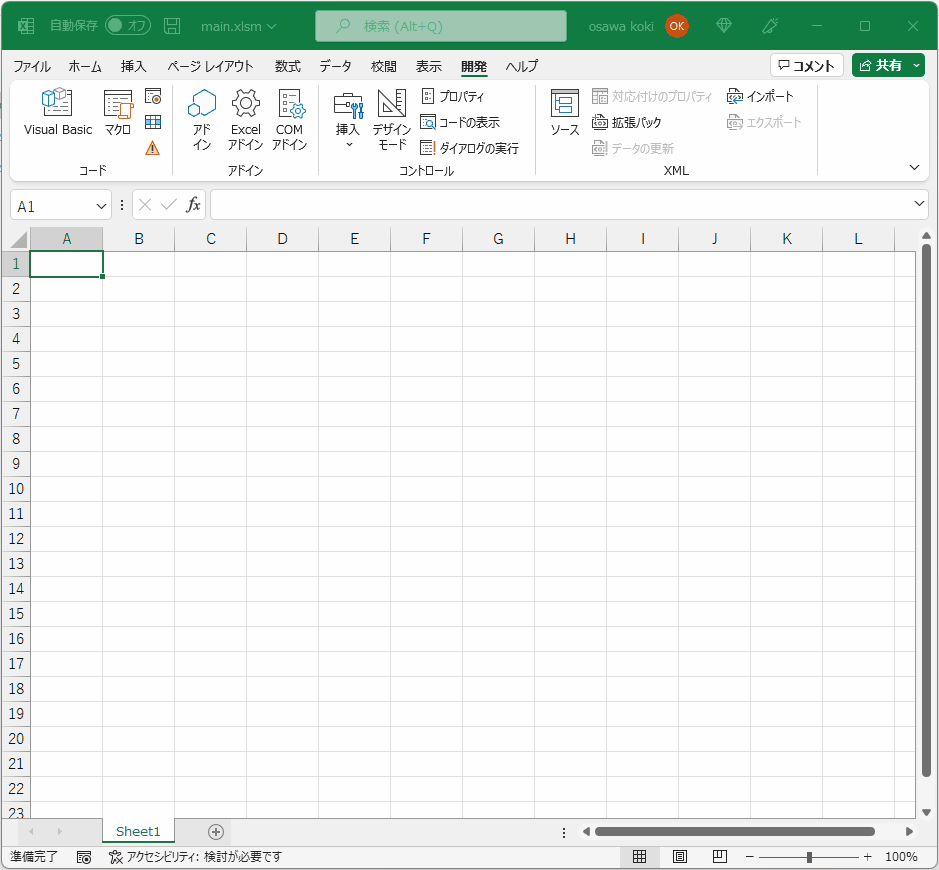 自動保存 オフ main.xlsm 検索 (Alt+Q) osawa koki OK
ファイル ホーム 挿入 ページ レイアウト 数式 データ 校閲 表示 開発 ヘルプ コメント 共有
Visual Basic マクロ
コード
アド
イン
Excel
アドイン
COM
アドイン
アドイン
挿入
デザイン
モード
プロパティ
コードの表示
ダイアログの実行
コントロール
ソース
対応付けのプロパティ
拡張パック
データの更新
インポート
エクスポート
XML
A1 fx
A B C D E F G H I J K L
1
2
3
4
5
6
7
8
9
10
11
12
13
14
15
16
17
18
19
20
21
22
23
Sheet1
準備完了 アクセシビリティ: 検討が必要です 100%